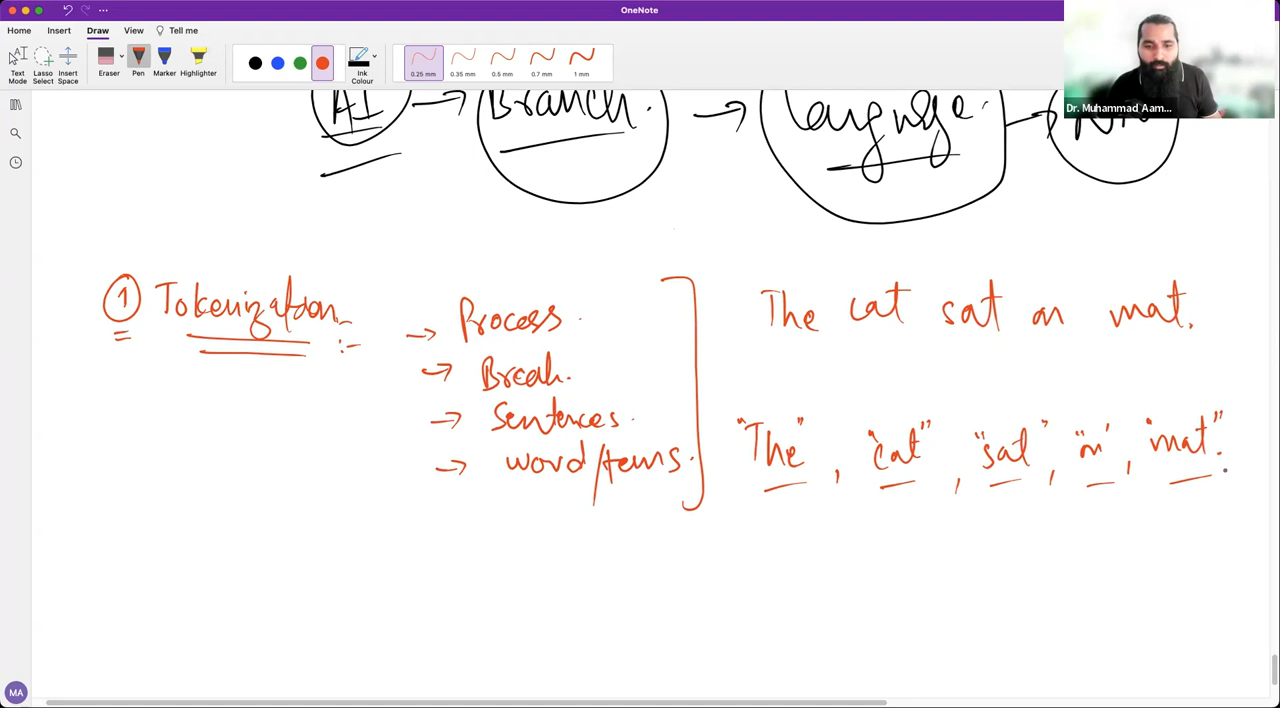 OneNote
Home Insert Draw View Tell me
Text Mode
Lasso Select
Insert Space
Eraser
Pen
Marker
Highlighter
Ink Colour
0.25 mm
0.35 mm
0.5 mm
0.7 mm
1 mm
Dr. Muhammad Aam...
AI → Branch. → Language. →
① Tokenization :-
→ Process.
→ Break.
→ Sentences.
→ word/
The cat sat on mat.
"The", "cat", "sat", "on", "mat".
MA